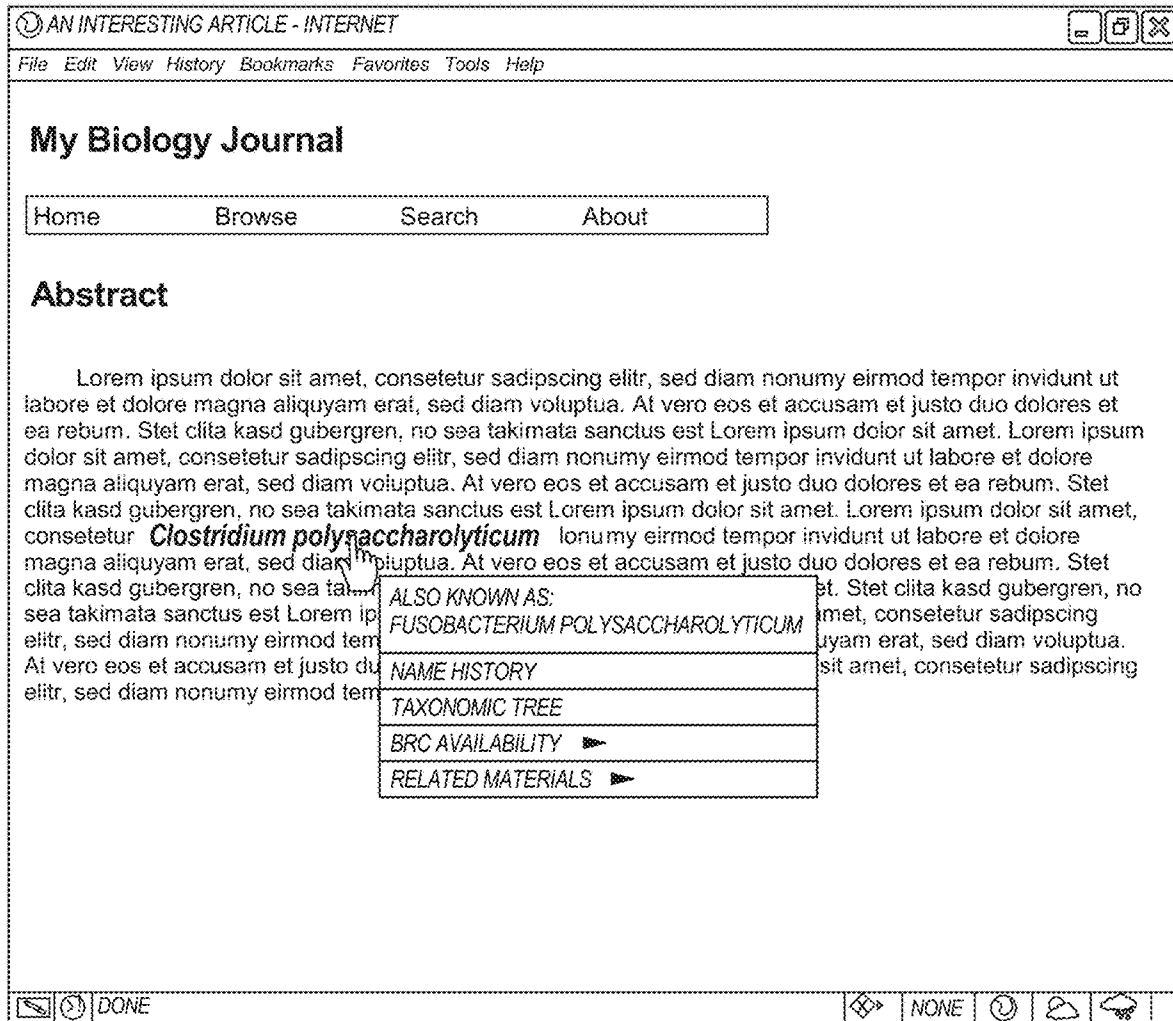 AN INTERESTING ARTICLE - INTERNET
File Edit View History Bookmarks Favorites Tools Help
My Biology Journal
Home Browse Search About
Abstract
Lorem ipsum dolor sit amet, consetetur sadipscing elitr, sed diam nonumy eirmod tempor invidunt ut
labore et dolore magna aliquyam erat, sed diam voluptua. At vero eos et accusam et justo duo dolores et
ea rebum. Stet clita kasd gubergren, no sea takimata sanctus est Lorem ipsum dolor sit amet. Lorem ipsum
dolor sit amet, consetetur sadipscing elitr, sed diam nonumy eirmod tempor invidunt ut labore et dolore
magna aliquyam erat, sed diam voluptua. At vero eos et accusam et justo duo dolores et ea rebum. Stet
clita kasd gubergren, no sea takimata sanctus est Lorem ipsum dolor sit amet. Lorem ipsum dolor sit amet,
consetetur Clostridium polysaccharolyticum lonumy eirmod tempor invidunt ut labore et dolore
magna aliquyam erat, sed diam voluptua. At vero eos et accusam et justo duo dolores et ea rebum. Stet
clita kasd gubergren, no sea et. Stet clita kasd gubergren, no
sea takimata sanctus est Lorem ip met, consetetur sadipscing
elitr, sed diam nonumy eirmod tem uyam erat, sed diam voluptua.
At vero eos et accusam et justo du sit amet, consetetur sadipscing
elitr, sed diam nonumy eirmod tem
ALSO KNOWN AS:
FUSOBACTERIUM POLYSACCHAROLYTICUM
NAME HISTORY
TAXONOMIC TREE
BRC AVAILABILITY
RELATED MATERIALS
DONE NONE